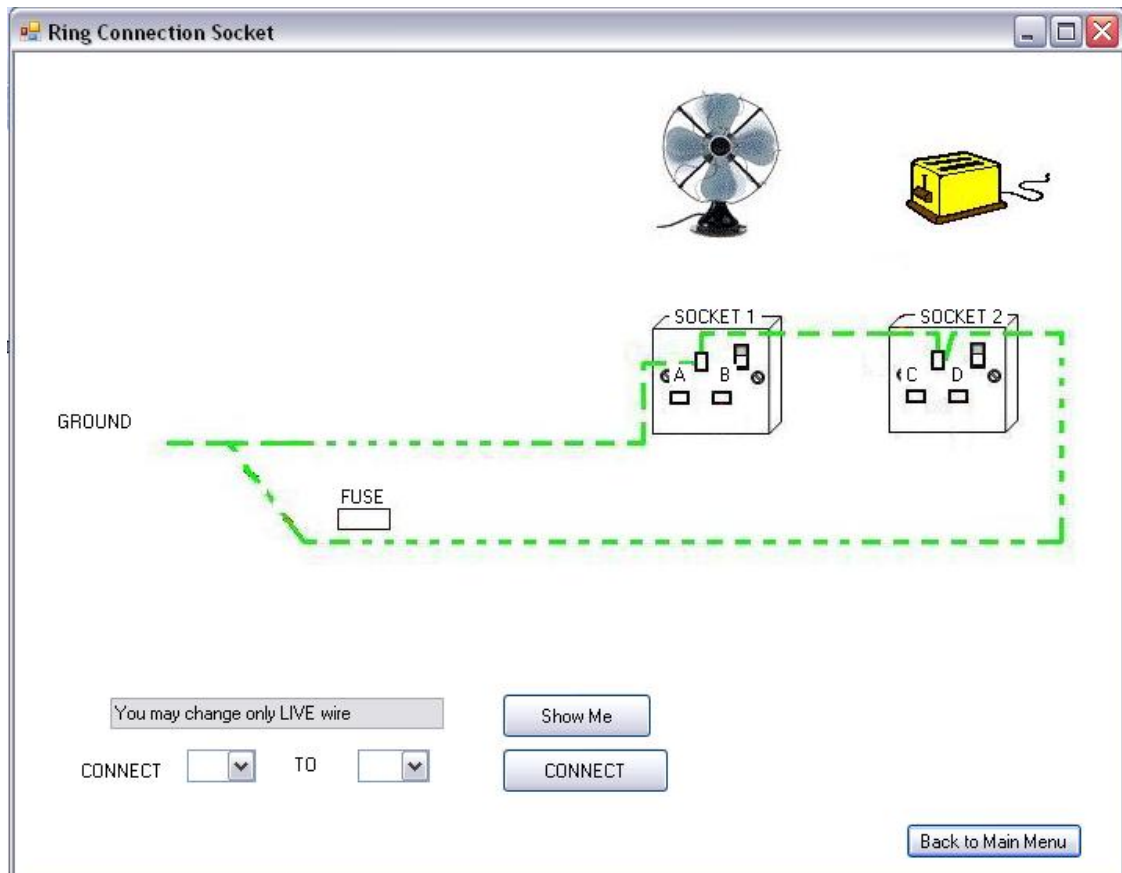 Ring Connection Socket
SOCKET 1
SOCKET 2
A B
C D
GROUND
FUSE
You may change only LIVE wire
Show Me
CONNECT
TO
CONNECT
Back to Main Menu